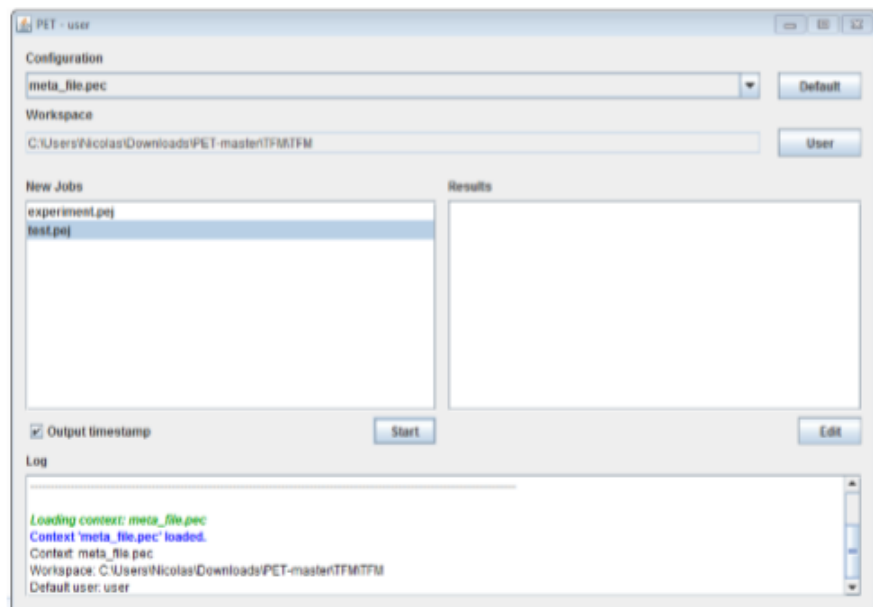 PET - user
Configuration
meta_file.pec
Default
Workspace
C:\Users\Nicolas\Downloads\PET-master\TFM\TFM
User
New Jobs
Results
experiment.pej
test.pej
Output timestamp
Start
Edit
Log
Loading context: meta_file.pec
Context 'meta_file.pec' loaded.
Context: meta_file.pec
Workspace: C:\Users\Nicolas\Downloads\PET-master\TFM\TFM
Default user: user